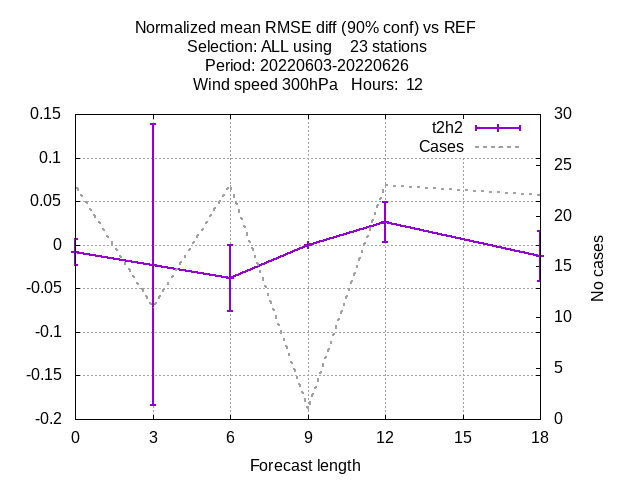 Normalized mean RMSE diff (90% conf) vs REF
Selection: ALL using    23 stations
Period: 20220603-20220626
Wind speed 300hPa   Hours:  12
0.15
0.1
0.05
0
-0.05
-0.1
-0.15
-0.2
30
25
20
15
10
5
0
t2h2
Cases
No cases
0 3 6 9 12 15 18
Forecast length